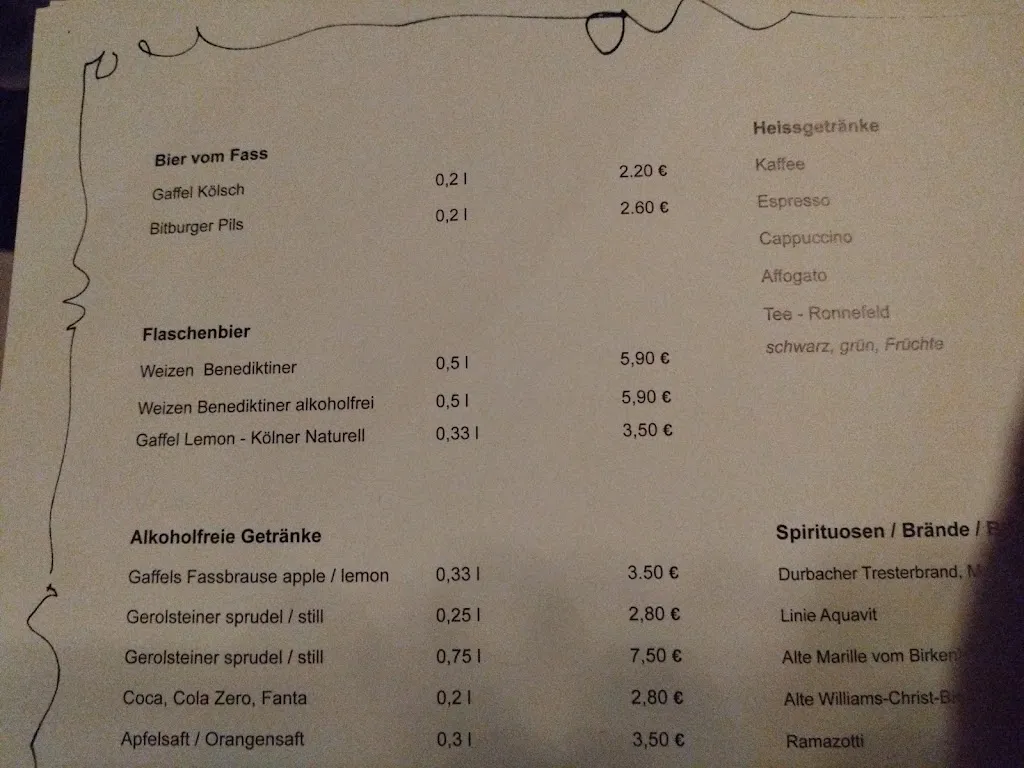 Bier vom Fass
Gaffel Kölsch 0,2 l 2.20 €
Bitburger Pils 0,2 l 2.60 €
Flaschenbier
Weizen Benediktiner 0,5 l 5,90 €
Weizen Benediktiner alkoholfrei 0,5 l 5,90 €
Gaffel Lemon - Kölner Naturell 0,33 l 3,50 €
Alkoholfreie Getränke
Gaffels Fassbrause apple / lemon 0,33 l 3.50 €
Gerolsteiner sprudel / still 0,25 l 2,80 €
Gerolsteiner sprudel / still 0,75 l 7,50 €
Coca, Cola Zero, Fanta 0,2 l 2,80 €
Apfelsaft / Orangensaft 0,3 l 3,50 €
Heissgetränke
Kaffee
Espresso
Cappuccino
Affogato
Tee - Ronnefeld
schwarz, grün, Früchte
Spirituosen / Brände /
Durbacher Tresterbrand,
Linie Aquavit
Alte Marille vom
Alte Williams-Christ-
Ramazotti